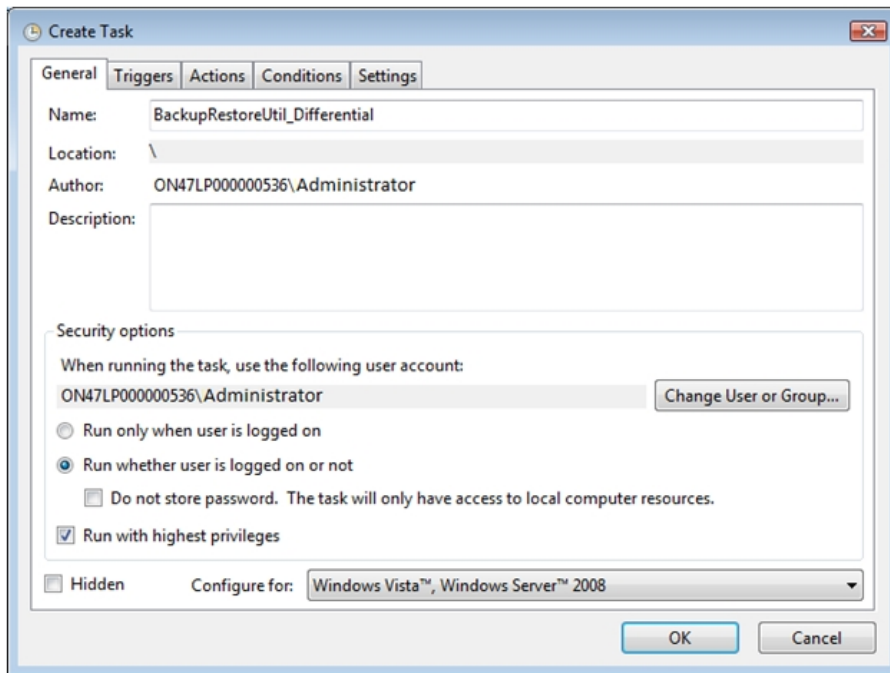 Create Task
General Triggers Actions Conditions Settings
Name: BackupRestoreUtil_Differential
Location: \
Author: ON47LP000000536\Administrator
Description:
Security options
When running the task, use the following user account:
ON47LP000000536\Administrator Change User or Group...
Run only when user is logged on
Run whether user is logged on or not
Do not store password. The task will only have access to local computer resources.
Run with highest privileges
Hidden Configure for: Windows Vista™, Windows Server™ 2008
OK Cancel